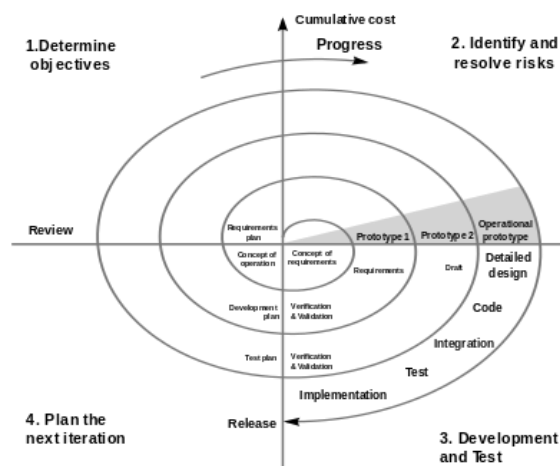 Cumulative cost
Progress
1.Determine
objectives
2. Identify and
resolve risks
Review
Requirements
plan
Prototype 1
Prototype 2
Operational
prototype
Concept of
operation
Concept of
requirements
Requirements
Draft
Detailed
design
Development
plan
Verification
& Validation
Code
Integration
Test plan
Verification
& Validation
Test
Implementation
Release
4. Plan the
next iteration
3. Development
and Test